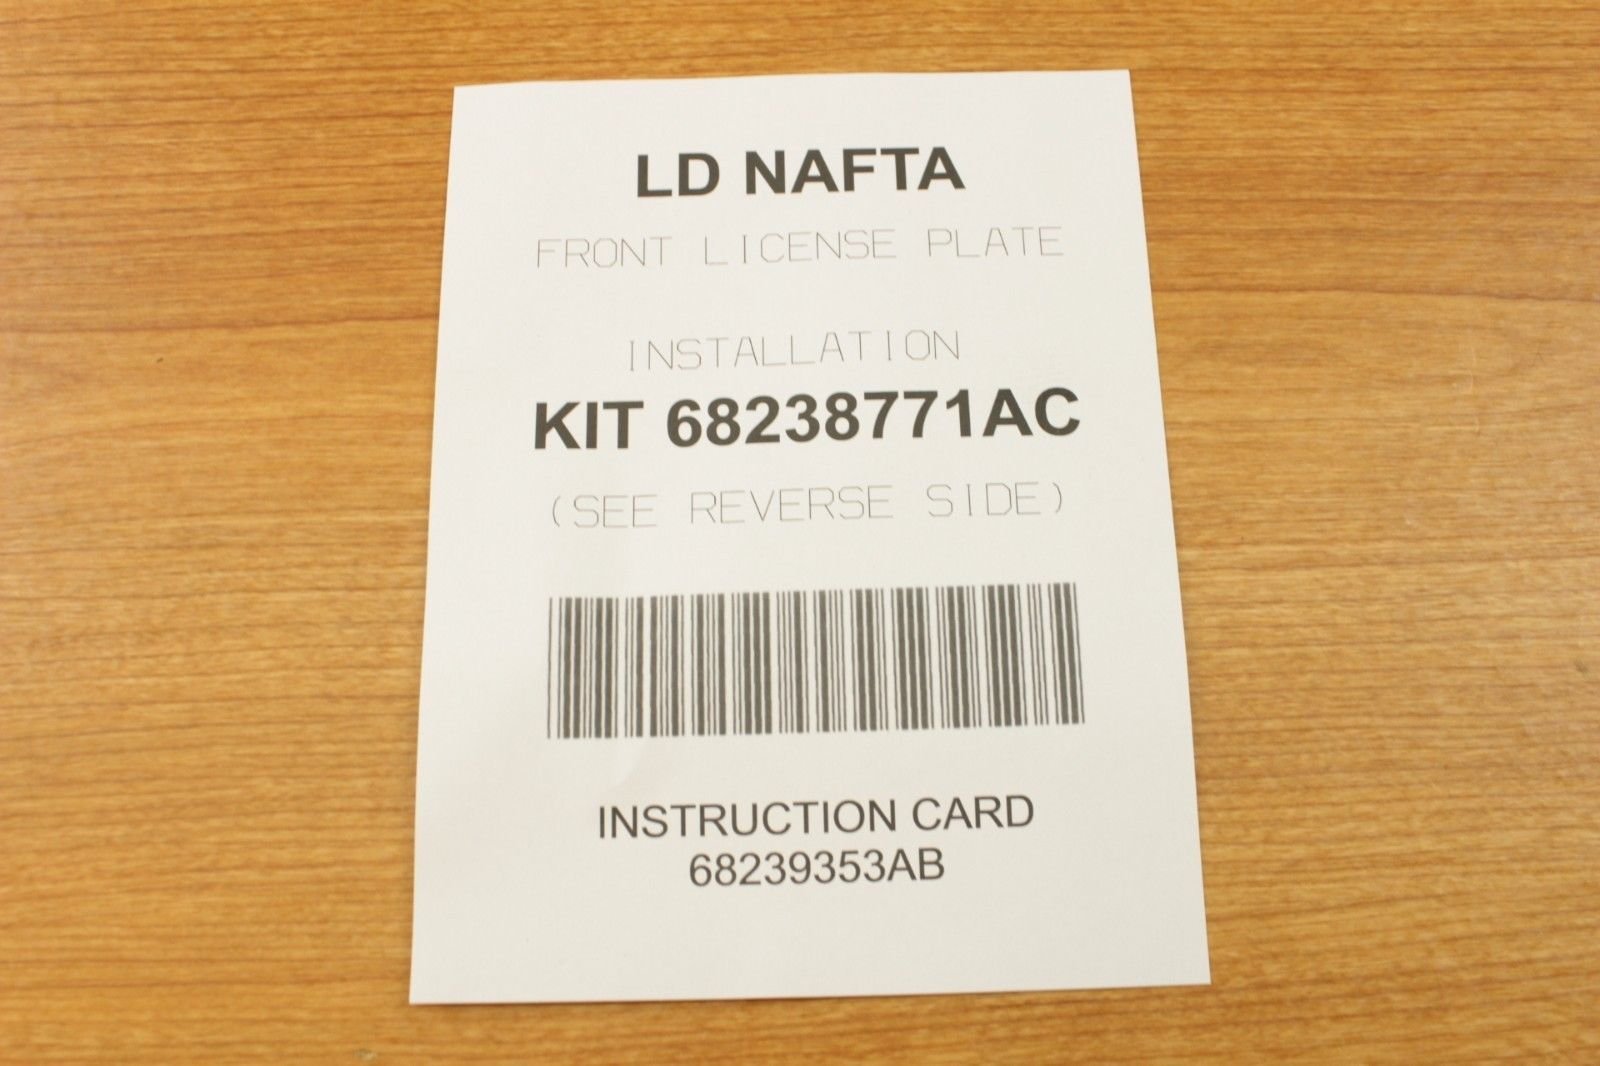 LD NAFTA
FRONT LICENSE PLATE
INSTALLATION
KIT 68238771AC
(SEE REVERSE SIDE)
INSTRUCTION CARD
68239353AB